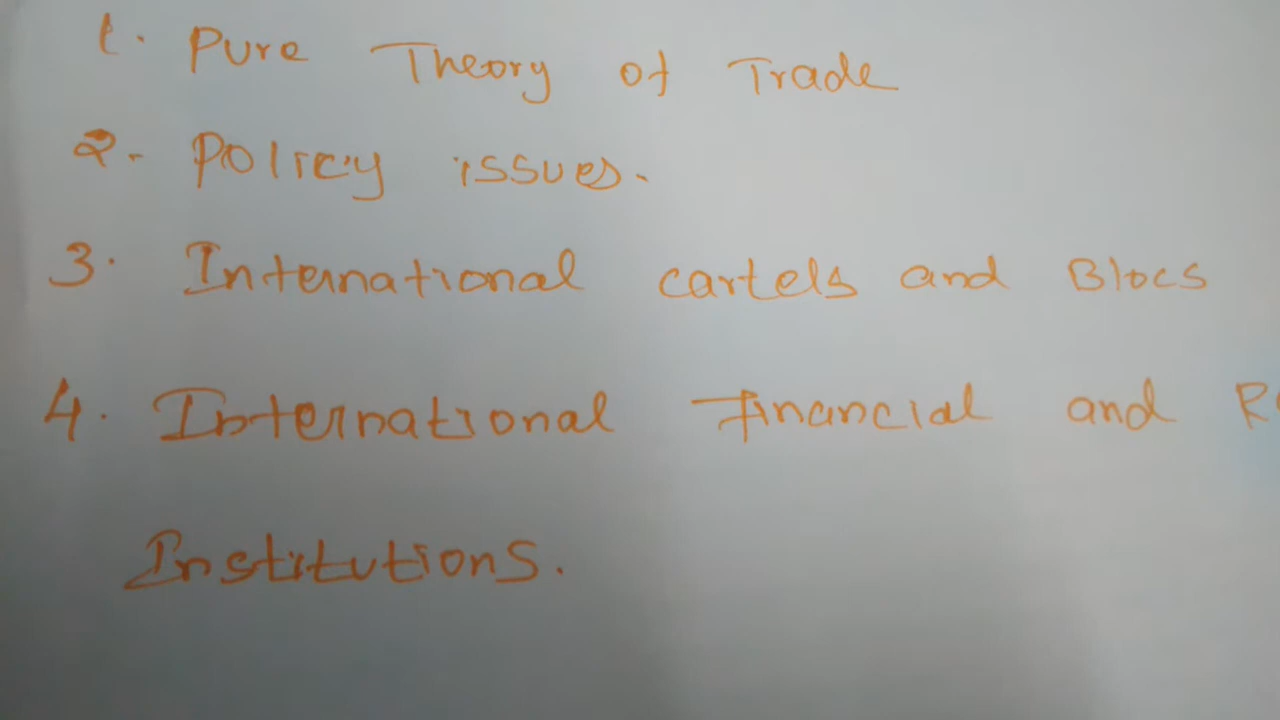 1. Pure Theory of Trade
2. Policy issues.
3. International cartels and Blocs
4. International Financial and
Institutions.